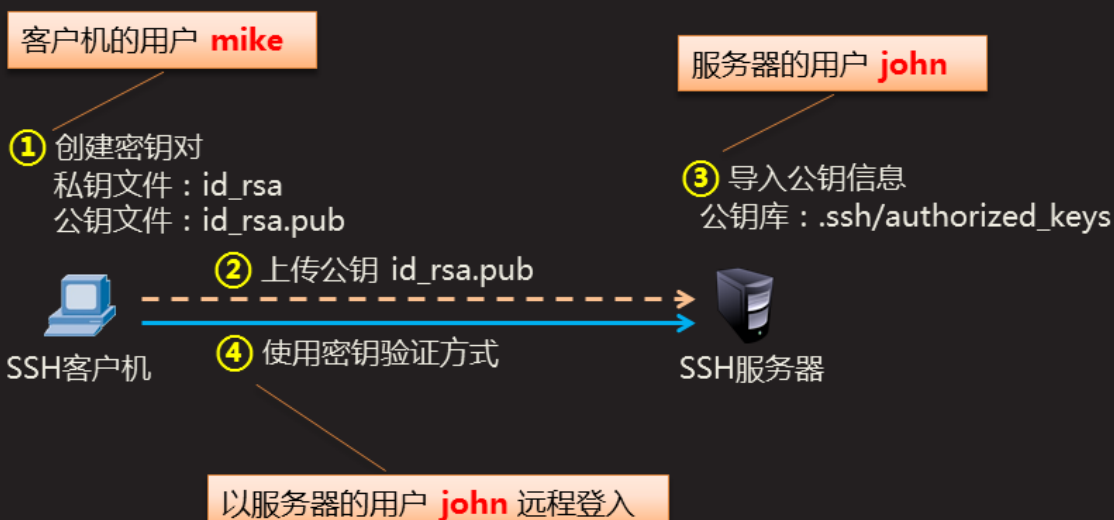 客户机的用户 mike
服务器的用户 john
① 创建密钥对
私钥文件：id_rsa
公钥文件：id_rsa.pub
③ 导入公钥信息
公钥库：.ssh/authorized_keys
② 上传公钥 id_rsa.pub
④ 使用密钥验证方式
SSH客户机
SSH服务器
以服务器的用户 john 远程登入